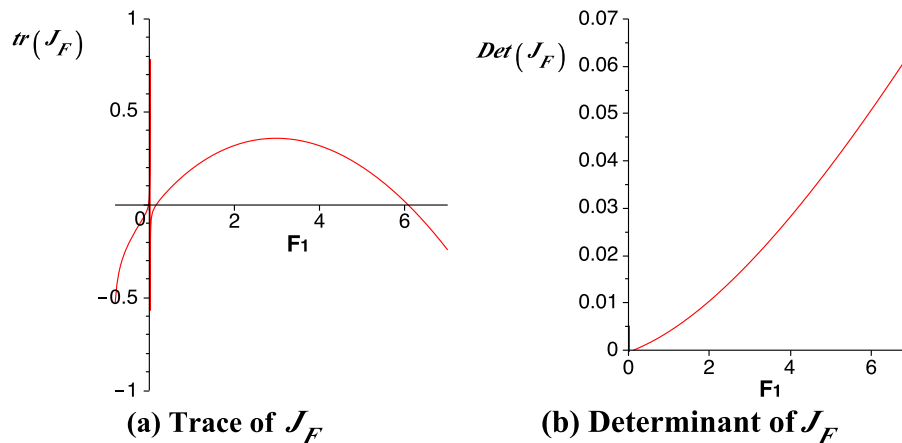 tr(J_F)
1
0.5
0
−0.5
−1
2 4 6
F1
(a) Trace of J_F
Det(J_F)
0.07
0.06
0.05
0.04
0.03
0.02
0.01
0
0 2 4 6
F1
(b) Determinant of J_F